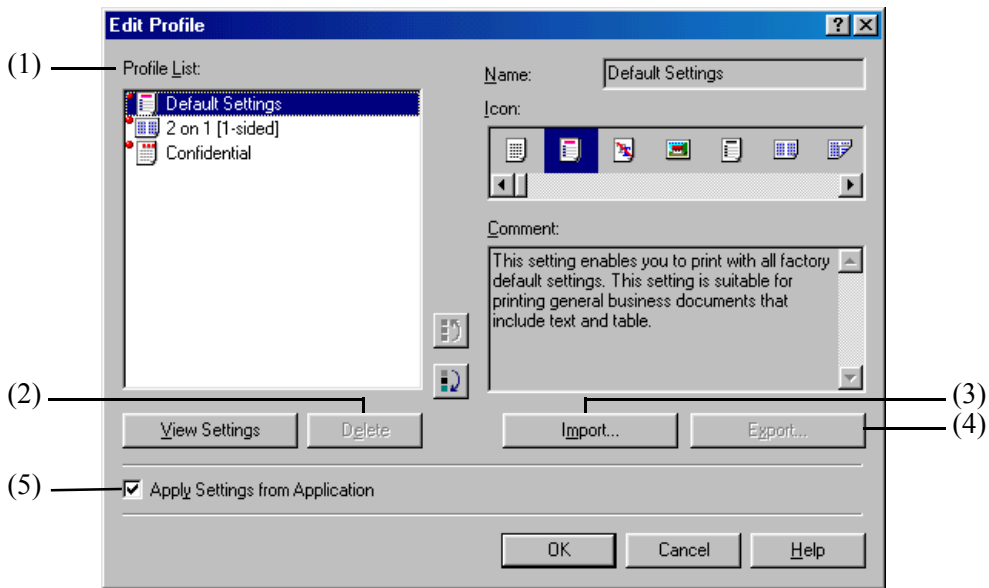 Edit Profile
(1)
Profile List:
Default Settings
2 on 1 [1-sided]
Confidential
Name:
Default Settings
Icon:
Comment:
This setting enables you to print with all factory
default settings. This setting is suitable for
printing general business documents that
include text and table.
(2)
(3)
View Settings
Delete
Import...
Export...
(4)
(5)
Apply Settings from Application
OK
Cancel
Help